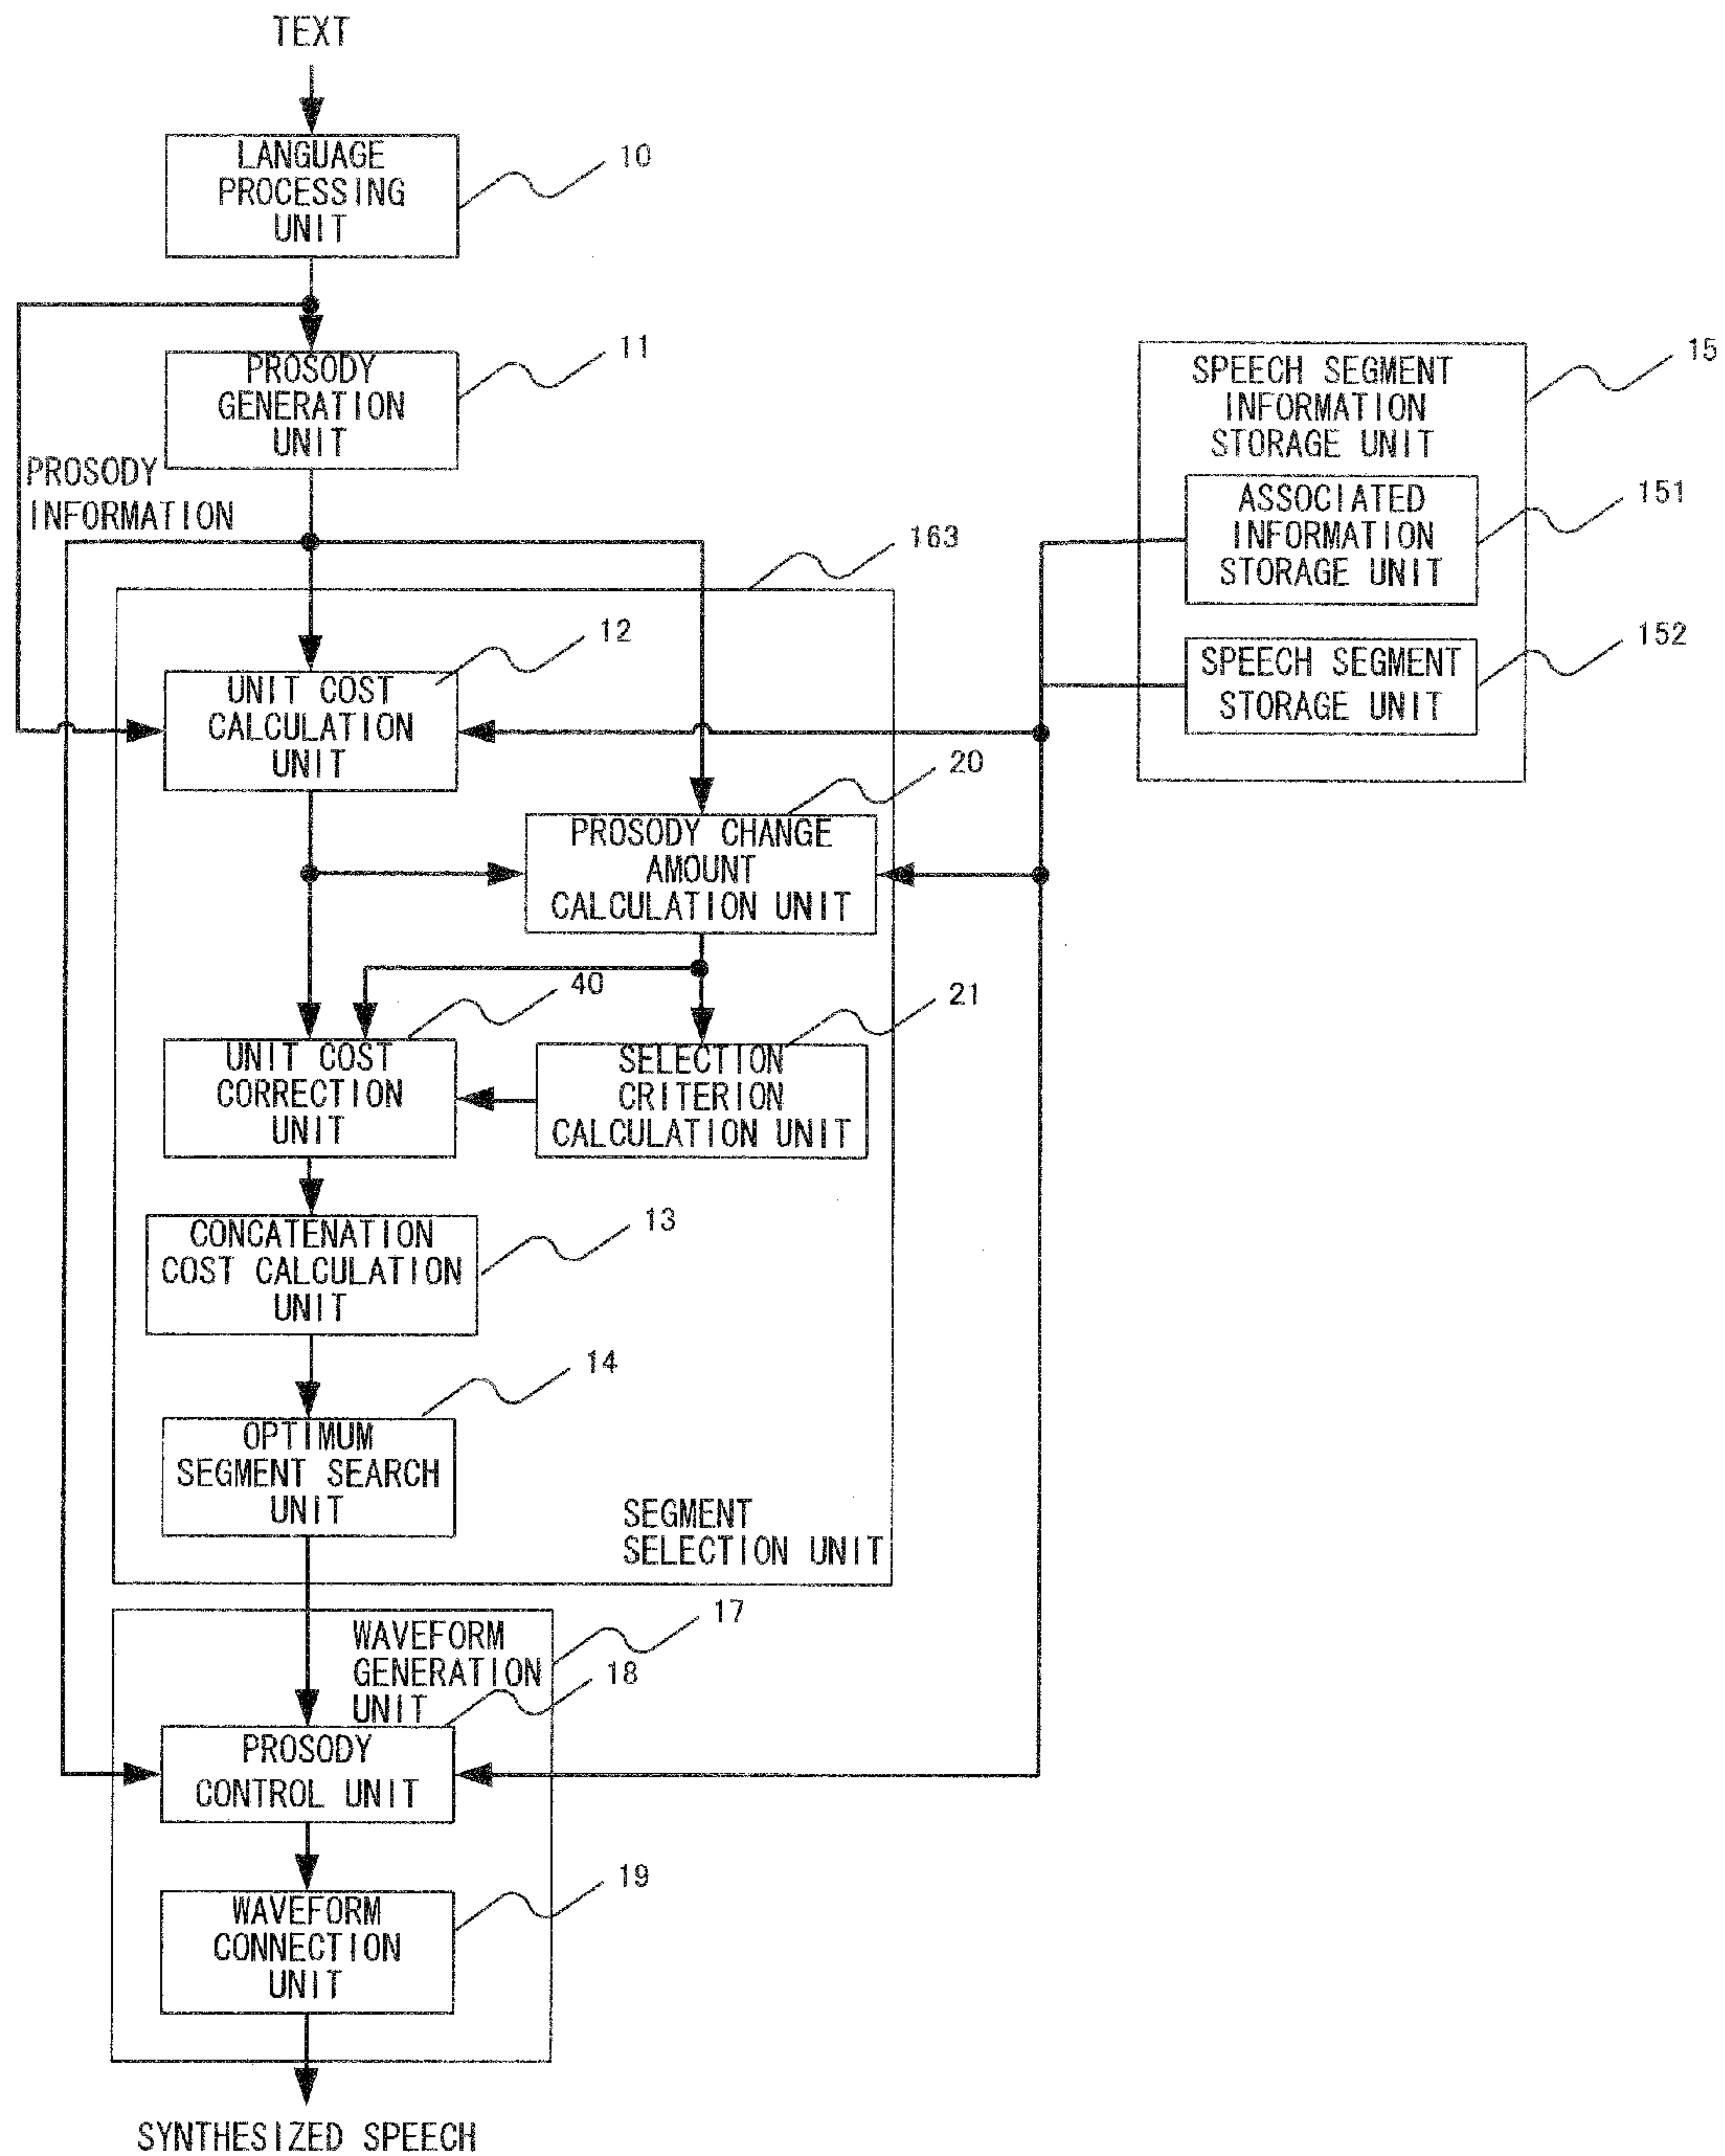 TEXT
LANGUAGE
PROCESSING
UNIT
10
PROSODY
GENERATION
UNIT
11
PROSODY
INFORMATION
SPEECH SEGMENT
INFORMATION
STORAGE UNIT
15
ASSOCIATED
INFORMATION
STORAGE UNIT
151
SPEECH SEGMENT
STORAGE UNIT
152
163
UNIT COST
CALCULATION
UNIT
12
PROSODY CHANGE
AMOUNT
CALCULATION UNIT
20
UNIT COST
CORRECTION
UNIT
40
SELECTION
CRITERION
CALCULATION UNIT
21
CONCATENATION
COST CALCULATION
UNIT
13
OPTIMUM
SEGMENT SEARCH
UNIT
14
SEGMENT
SELECTION UNIT
WAVEFORM
GENERATION
UNIT
17
PROSODY
CONTROL UNIT
18
WAVEFORM
CONNECTION
UNIT
19
SYNTHESIZED SPEECH